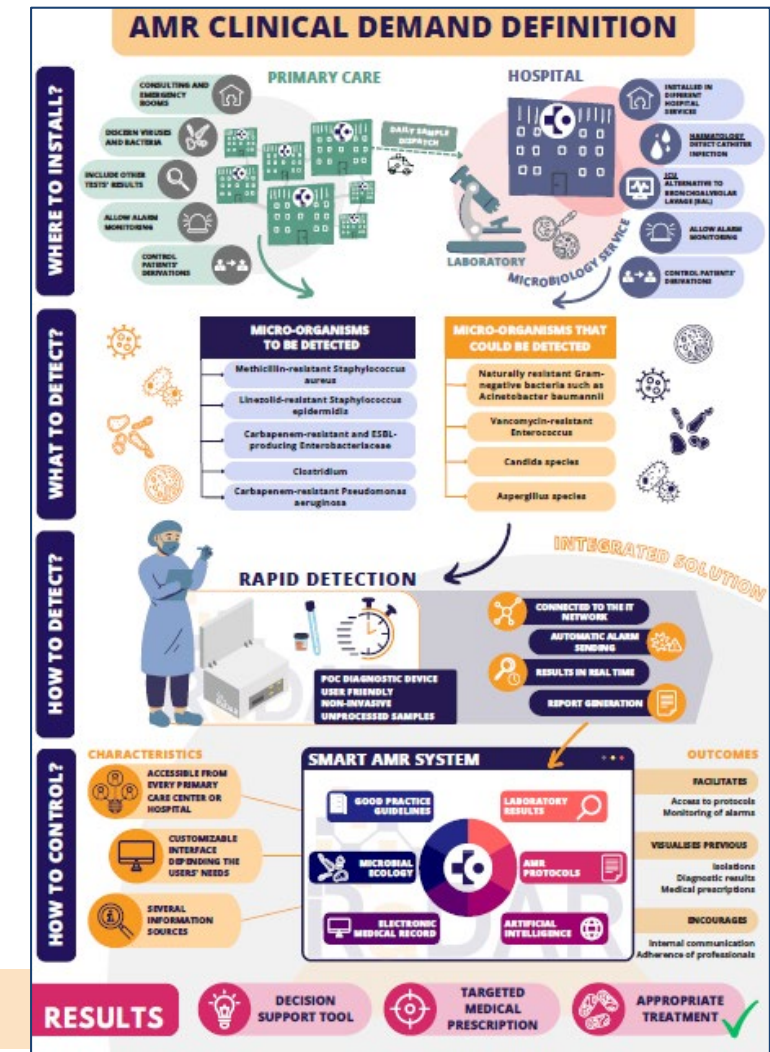 AMR CLINICAL DEMAND DEFINITION
WHERE TO INSTALL?
PRIMARY CARE
CONSULTING AND
EMERGENCY
ROOMS
DISCERN VIRUSES
AND BACTERIA
INCLUDE OTHER
TESTS' RESULTS
ALLOW ALARM
MONITORING
CONTROL
PATIENTS'
DERIVATIONS
DAILY SAMPLE
DISPATCH
HOSPITAL
LABORATORY
MICROBIOLOGY SERVICE
INSTALLED IN
DIFFERENT
HOSPITAL
SERVICES
HAEMATOLOGY
DETECT CATHETER
INFECTION
ICU
ALTERNATIVE TO
BRONCHOALVEOLAR
LAVAGE (BAL)
ALLOW ALARM
MONITORING
CONTROL PATIENTS'
DERIVATIONS
WHAT TO DETECT?
MICRO-ORGANISMS
TO BE DETECTED
Methicillin-resistant Staphylococcus
aureus
Linezolid-resistant Staphylococcus
epidermidis
Carbapenem-resistant and ESBL-
producing Enterobacteriaceae
Clostridium
Carbapenem-resistant Pseudomonas
aeruginosa
MICRO-ORGANISMS THAT
COULD BE DETECTED
Naturally resistant Gram-
negative bacteria such as
Acinetobacter baumannii
Vancomycin-resistant
Enterococcus
Candida species
Aspergillus species
HOW TO DETECT?
INTEGRATED SOLUTION
RAPID DETECTION
POC DIAGNOSTIC DEVICE
USER FRIENDLY
NON-INVASIVE
UNPROCESSED SAMPLES
CONNECTED TO THE IT
NETWORK
AUTOMATIC ALARM
SENDING
RESULTS IN REAL TIME
REPORT GENERATION
HOW TO CONTROL?
CHARACTERISTICS
ACCESSIBLE FROM
EVERY PRIMARY
CARE CENTER OR
HOSPITAL
CUSTOMIZABLE
INTERFACE
DEPENDING THE
USERS' NEEDS
SEVERAL
INFORMATION
SOURCES
SMART AMR SYSTEM
GOOD PRACTICE
GUIDELINES
MICROBIAL
ECOLOGY
ELECTRONIC
MEDICAL RECORD
LABORATORY
RESULTS
AMR
PROTOCOLS
ARTIFICIAL
INTELLIGENCE
OUTCOMES
FACILITATES
Access to protocols
Monitoring of alarms
VISUALISES PREVIOUS
Isolations
Diagnostic results
Medical prescriptions
ENCOURAGES
Internal communication
Adherence of professionals
RESULTS
DECISION
SUPPORT TOOL
TARGETED
MEDICAL
PRESCRIPTION
APPROPRIATE
TREATMENT